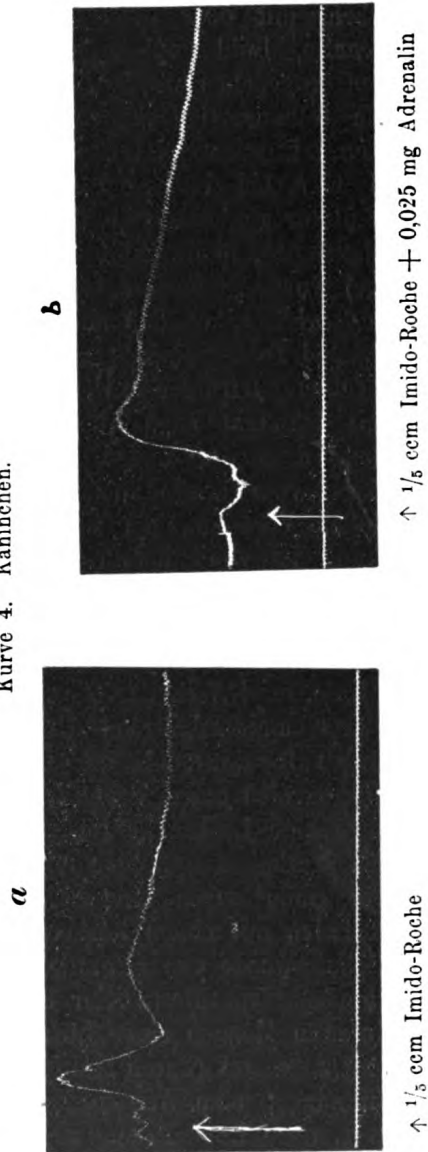 Kurve 4. Kaninchen.
a
↑ 1/5 ccm Imido-Roche
b
↑ 1/5 ccm Imido-Roche + 0,025 mg Adrenalin